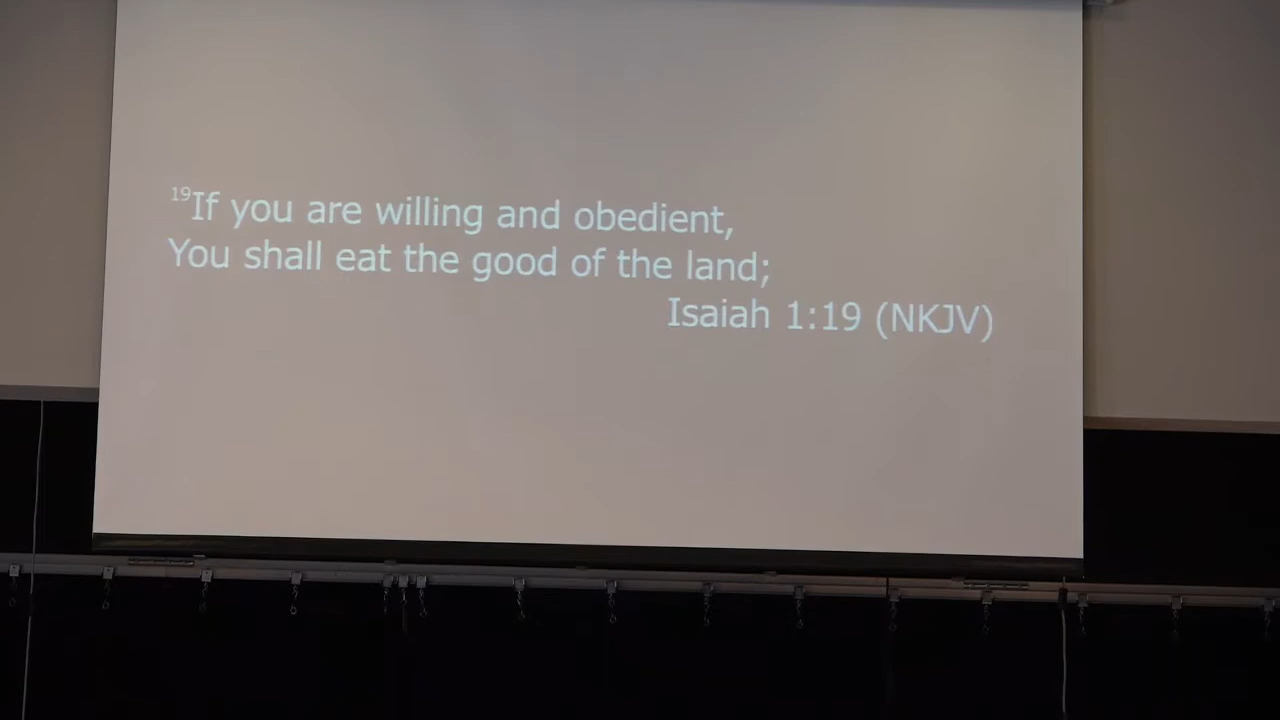 19If you are willing and obedient,
You shall eat the good of the land;
Isaiah 1:19 (NKJV)